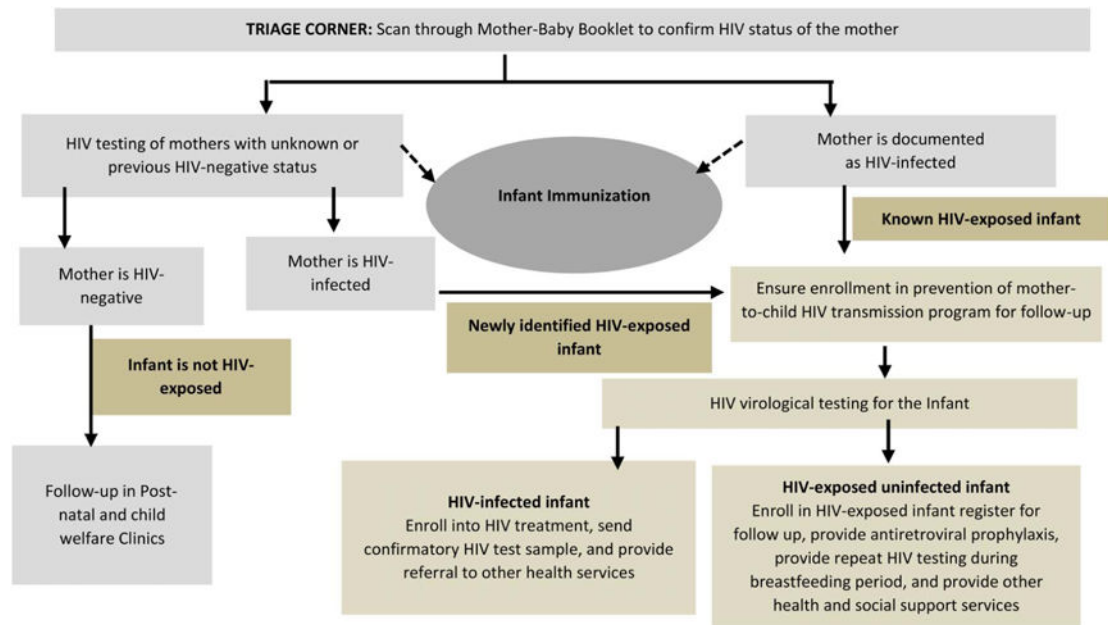 TRIAGE CORNER: Scan through Mother-Baby Booklet to confirm HIV status of the mother
HIV testing of mothers with unknown or
previous HIV-negative status
Infant Immunization
Mother is documented
as HIV-infected
Known HIV-exposed infant
Mother is HIV-
negative
Mother is HIV-
infected
Ensure enrollment in prevention of mother-
to-child HIV transmission program for follow-up
Newly identified HIV-exposed
infant
Infant is not HIV-
exposed
HIV virological testing for the Infant
Follow-up in Post-
natal and child
welfare Clinics
HIV-infected infant
Enroll into HIV treatment, send
confirmatory HIV test sample, and provide
referral to other health services
HIV-exposed uninfected infant
Enroll in HIV-exposed infant register for
follow up, provide antiretroviral prophylaxis,
provide repeat HIV testing during
breastfeeding period, and provide other
health and social support services